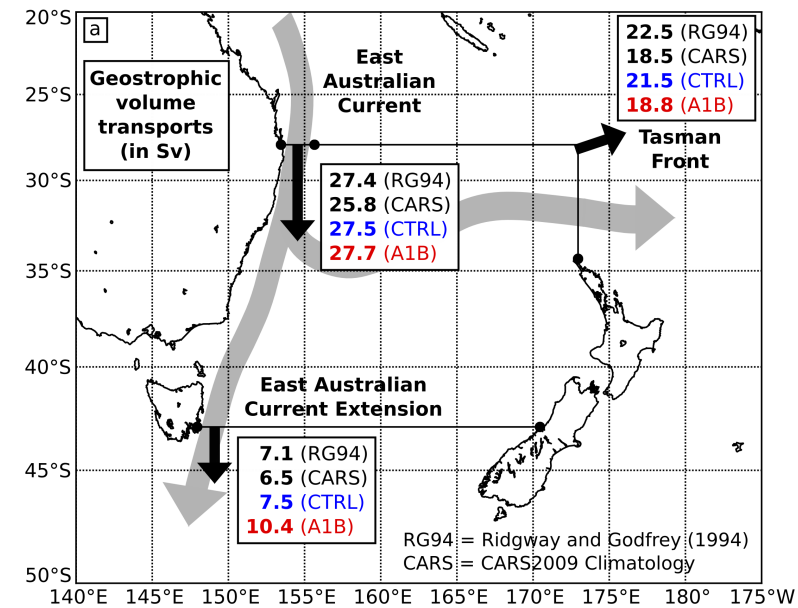 a
Geostrophic
volume
transports
(in Sv)
East
Australian
Current
22.5 (RG94)
18.5 (CARS)
21.5 (CTRL)
18.8 (A1B)
Tasman
Front
27.4 (RG94)
25.8 (CARS)
27.5 (CTRL)
27.7 (A1B)
East Australian
Current Extension
7.1 (RG94)
6.5 (CARS)
7.5 (CTRL)
10.4 (A1B)
RG94 = Ridgway and Godfrey (1994)
CARS = CARS2009 Climatology
20°S
25°S
30°S
35°S
40°S
45°S
50°S
140°E 145°E 150°E 155°E 160°E 165°E 170°E 175°E 180° 175°W